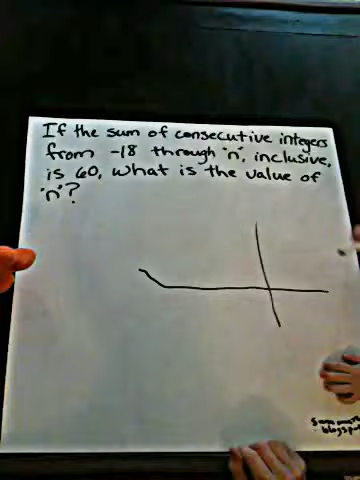 If the sum of consecutive integers
from -18 through "n", inclusive,
is 60, what is the value of
"n"?